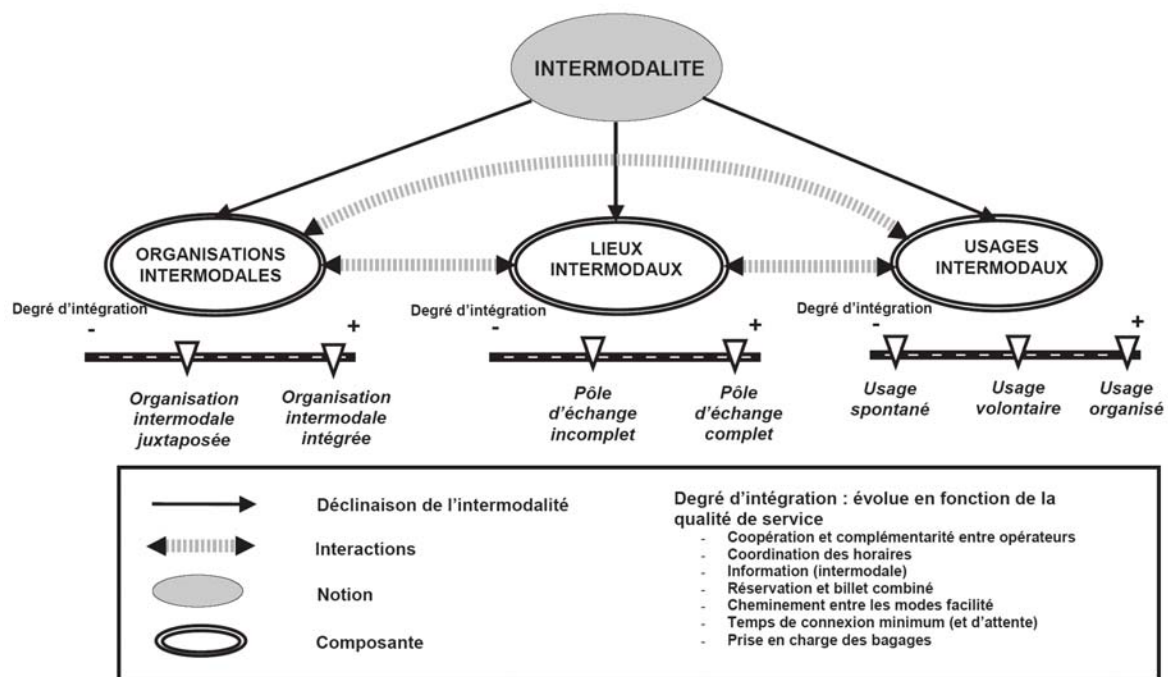 INTERMODALITE
ORGANISATIONS
INTERMODALES
LIEUX
INTERMODAUX
USAGES
INTERMODAUX
Degré d'intégration
-
+
Organisation
intermodale
juxtaposée
Organisation
intermodale
intégrée
Degré d'intégration
-
+
Pôle
d'échange
incomplet
Pôle
d'échange
complet
Degré d'intégration
-
+
Usage
spontané
Usage
volontaire
Usage
organisé
Déclinaison de l'intermodalité
Interactions
Notion
Composante
Degré d'intégration : évolue en fonction de la
qualité de service
- Coopération et complémentarité entre opérateurs
- Coordination des horaires
- Information (intermodale)
- Réservation et billet combiné
- Cheminement entre les modes facilité
- Temps de connexion minimum (et d'attente)
- Prise en charge des bagages